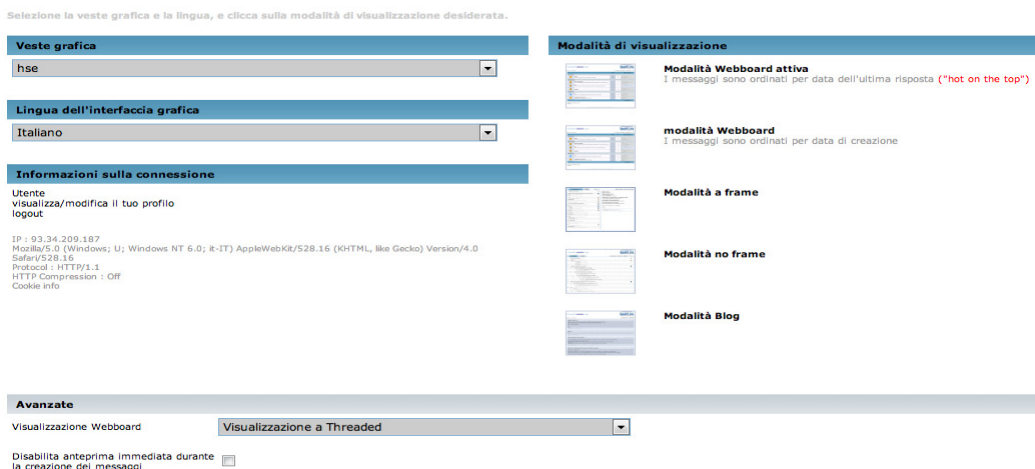 Selezione la veste grafica e la lingua, e clicca sulla modalità di visualizzazione desiderata.
Veste grafica
hse
Lingua dell'interfaccia grafica
Italiano
Informazioni sulla connessione
Utente
visualizza/modifica il tuo profilo
logout
IP : 93.34.209.187
Mozilla/5.0 (Windows; U; Windows NT 6.0; it-IT) AppleWebKit/528.16 (KHTML, like Gecko) Version/4.0
Safari/528.16
Protocol : HTTP/1.1
HTTP Compression : Off
Cookie info
Modalità di visualizzazione
Modalità Webboard attiva
I messaggi sono ordinati per data dell'ultima risposta ("hot on the top")
modalità Webboard
I messaggi sono ordinati per data di creazione
Modalità a frame
Modalità no frame
Modalità Blog
Avanzate
Visualizzazione Webboard
Visualizzazione a Threaded
Disabilita anteprima immediata durante
la creazione dei messaggi